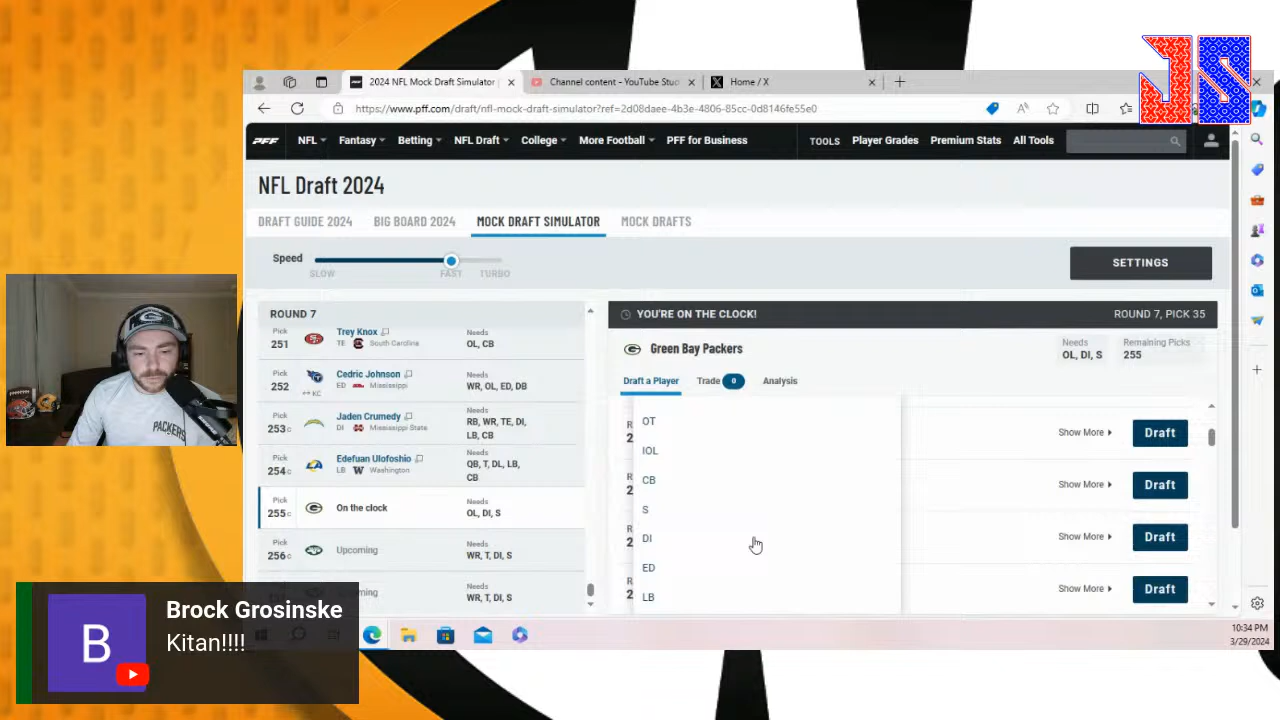 JS
2024 NFL Mock Draft Simulator
Channel content - YouTube Stud
Home / X
https://www.pff.com/draft/nfl-mock-draft-simulator?ref=2d08daee-4b3e-4806-85cc-0d8146fe55e0
PFF NFL Fantasy Betting NFL Draft College More Football PFF for Business TOOLS Player Grades Premium Stats All Tools
NFL Draft 2024
DRAFT GUIDE 2024 BIG BOARD 2024 MOCK DRAFT SIMULATOR MOCK DRAFTS
Speed
SLOW FAST TURBO
SETTINGS
ROUND 7
Pick
251
Trey Knox
TE South Carolina
Needs
OL, CB
Pick
252
↔ KC
Cedric Johnson
ED Mississippi
Needs
WR, OL, ED, DB
Pick
253 c
Jaden Crumedy
DI Mississippi State
Needs
RB, WR, TE, DI,
LB, CB
Pick
254 c
Edefuan Ulofoshio
LB Washington
Needs
QB, T, DL, LB,
CB
Pick
255 c
On the clock
Needs
OL, DI, S
Pick
256 c
Upcoming
Needs
WR, T, DI, S
Needs
WR, T, DI, S
YOU'RE ON THE CLOCK!
ROUND 7, PICK 35
Green Bay Packers
Needs
OL, DI, S
Remaining Picks
255
Draft a Player Trade 0 Analysis
OT
IOL
CB
S
DI
ED
LB
Show More Draft
Show More Draft
Show More Draft
Show More Draft
10:34 PM
3/29/2024
PACKERS
B
Brock Grosinske
Kitan!!!!